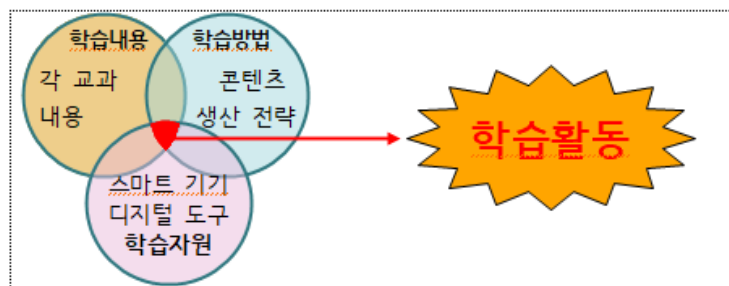 학습내용
각 교과
내용
학습방법
콘텐츠
생산 전략
스마트 기기
디지털 도구
학습자원
학습활동